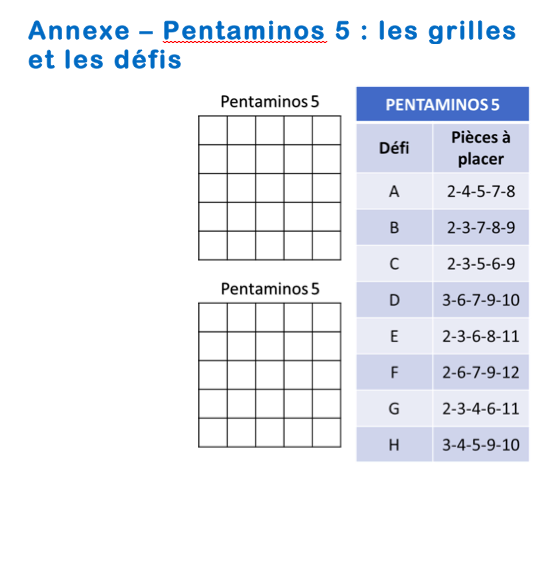 Annexe – Pentaminos 5 : les grilles
et les défis
Pentaminos 5
Pentaminos 5
PENTAMINOS 5
Défi Pièces à placer
A 2-4-5-7-8
B 2-3-7-8-9
C 2-3-5-6-9
D 3-6-7-9-10
E 2-3-6-8-11
F 2-6-7-9-12
G 2-3-4-6-11
H 3-4-5-9-10